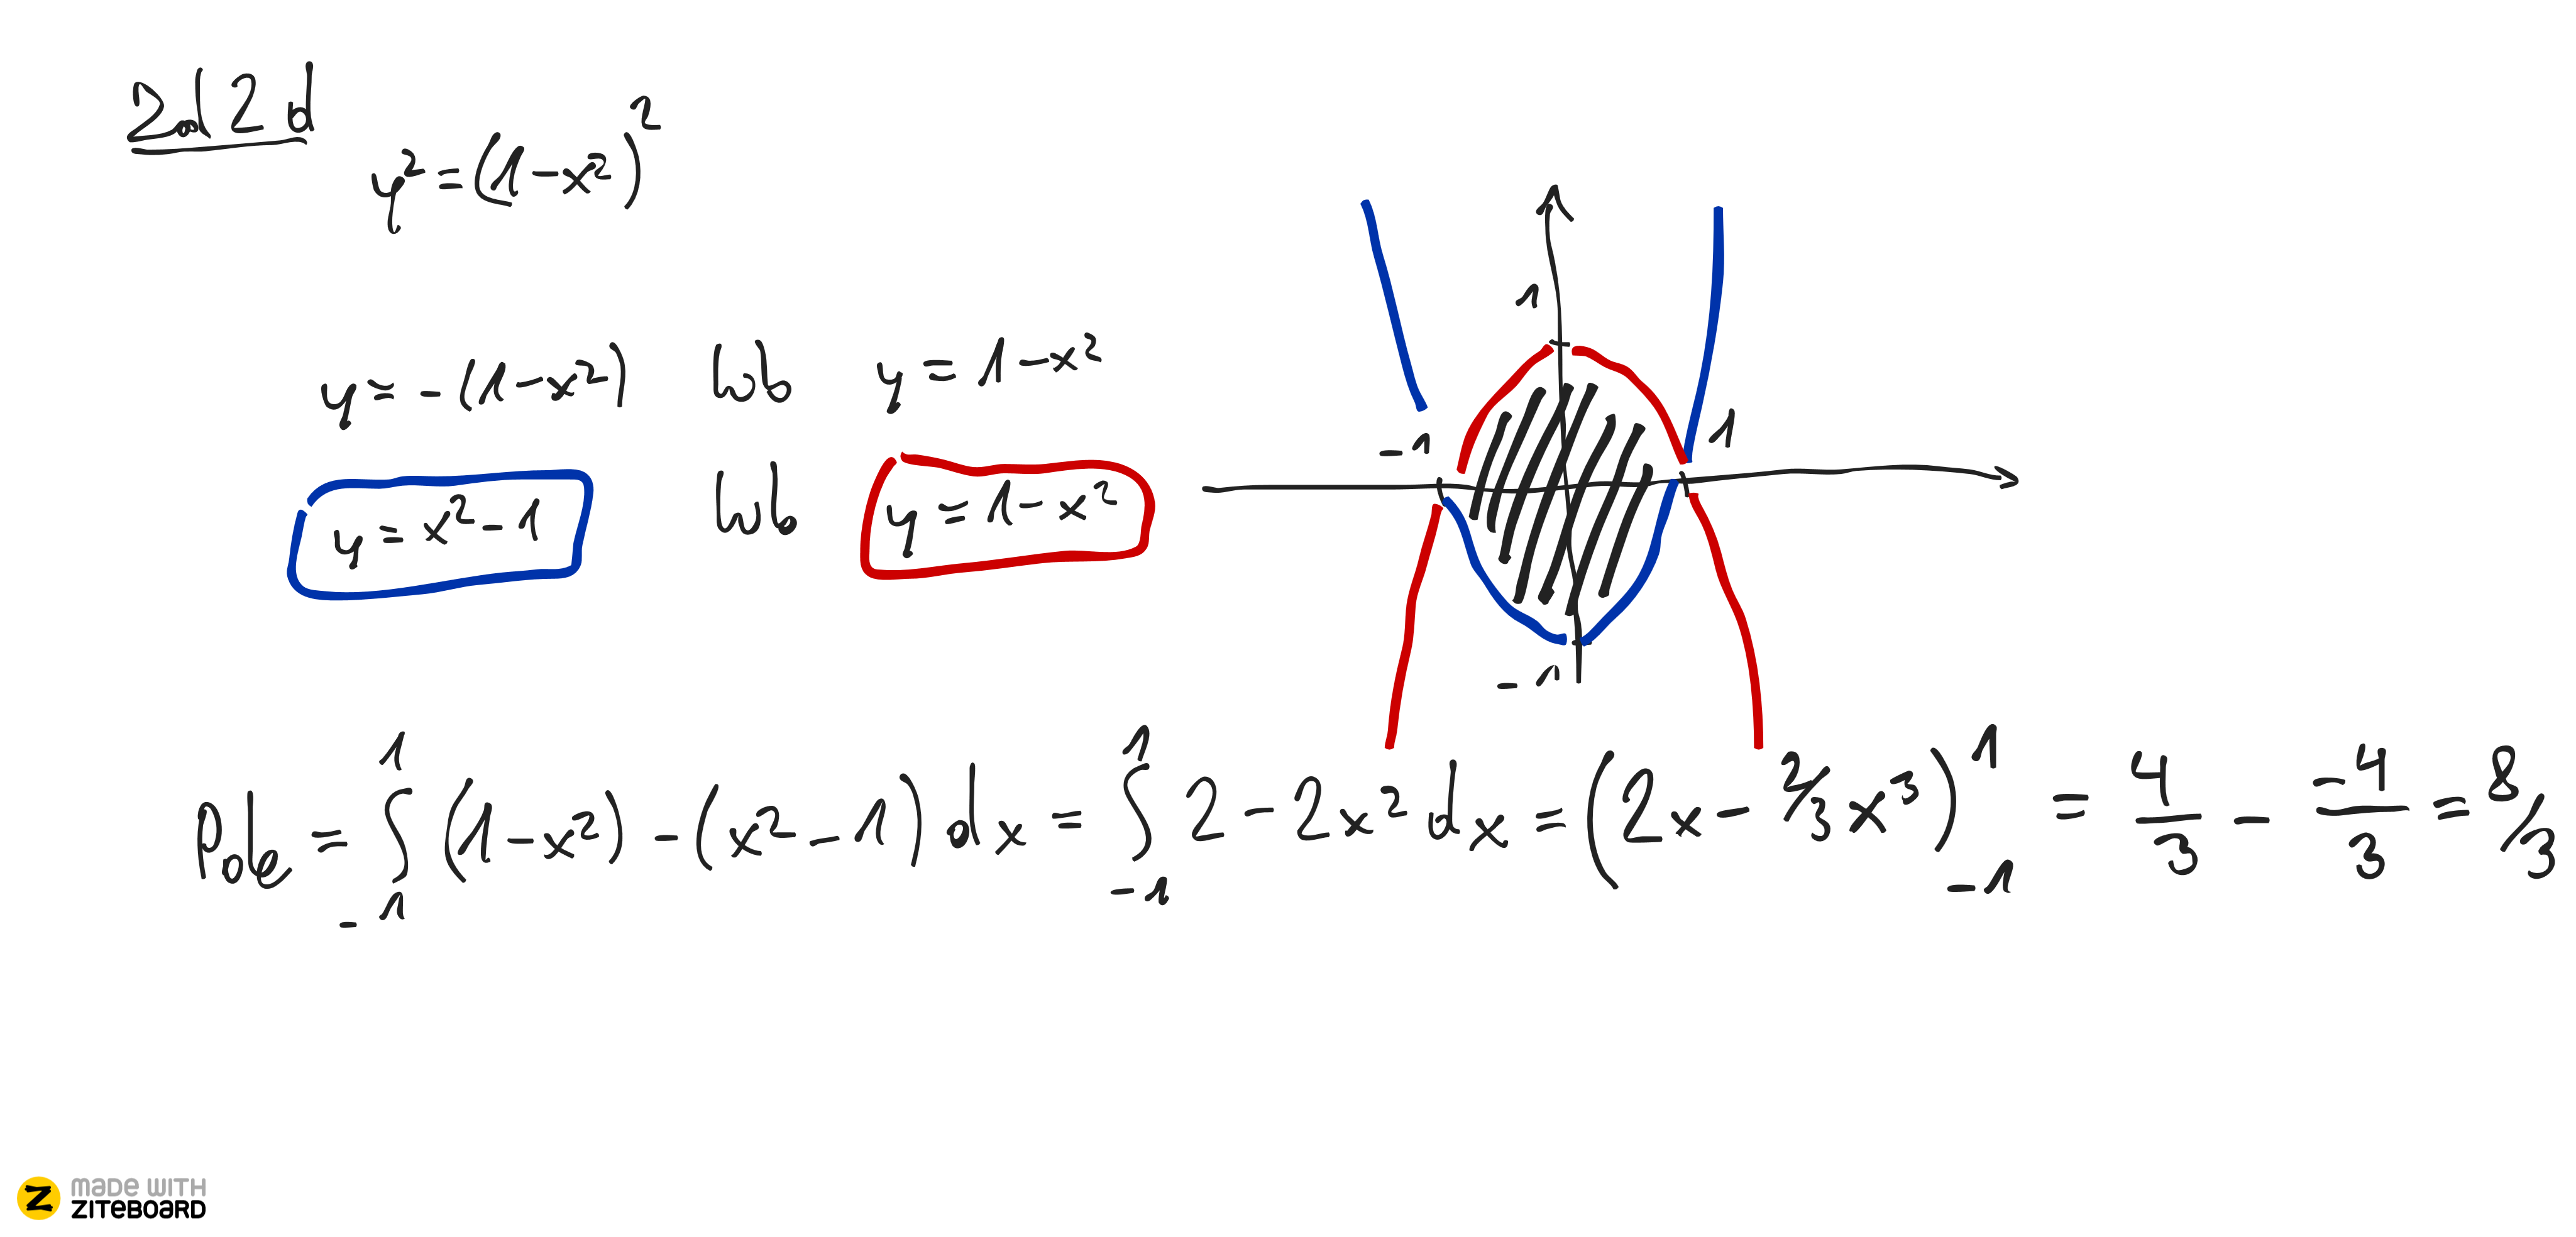 Zad 2 d
y² = (1-x²)²
y = -(1-x²) lub y = 1-x²
y = x²-1 lub y = 1-x²
1
-1 1
-1
Pole = ∫₋₁¹ (1-x²) - (x²-1) dx = ∫₋₁¹ 2-2x² dx = (2x - 2/3 x³)₋₁¹ = 4/3 - -4/3 = 8/3
MADE WITH
ZITEBOARD